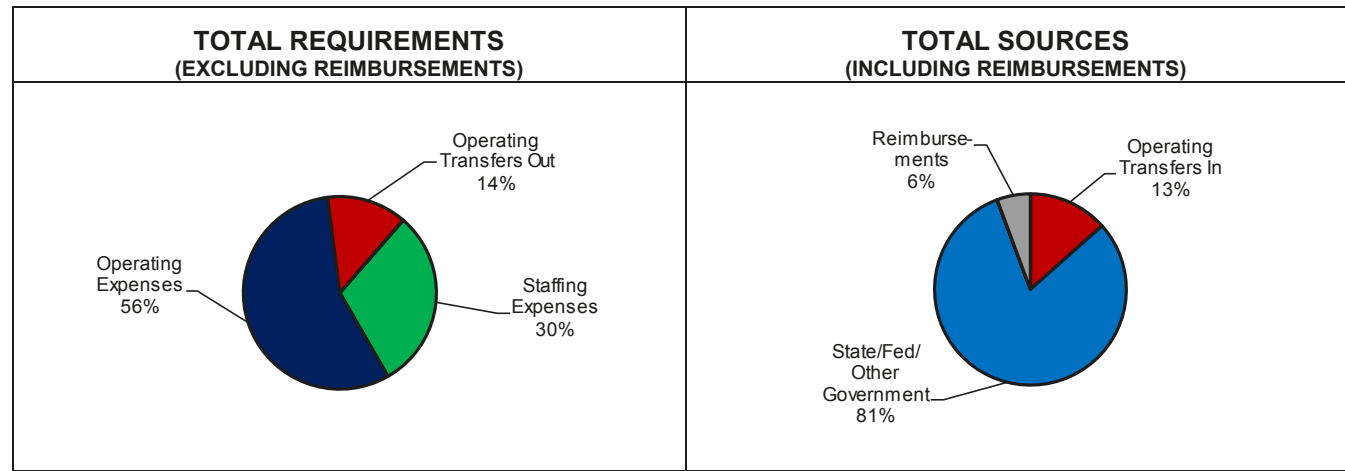 TOTAL REQUIREMENTS
(EXCLUDING REIMBURSEMENTS)
Operating
Transfers Out
14%
Operating
Expenses
56%
Staffing
Expenses
30%
TOTAL SOURCES
(INCLUDING REIMBURSEMENTS)
Reimburse-
ments
6%
Operating
Transfers In
13%
State/Fed/
Other
Government
81%